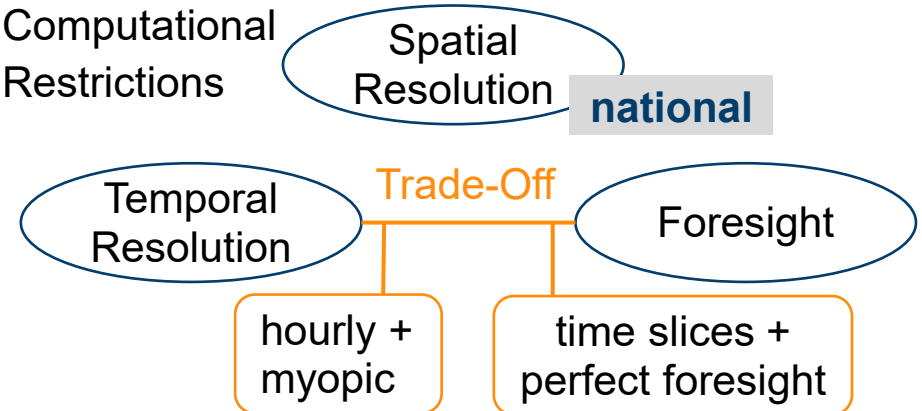 Computational
Restrictions
Spatial
Resolution
national
Trade-Off
Temporal
Resolution
Foresight
hourly +
myopic
time slices +
perfect foresight